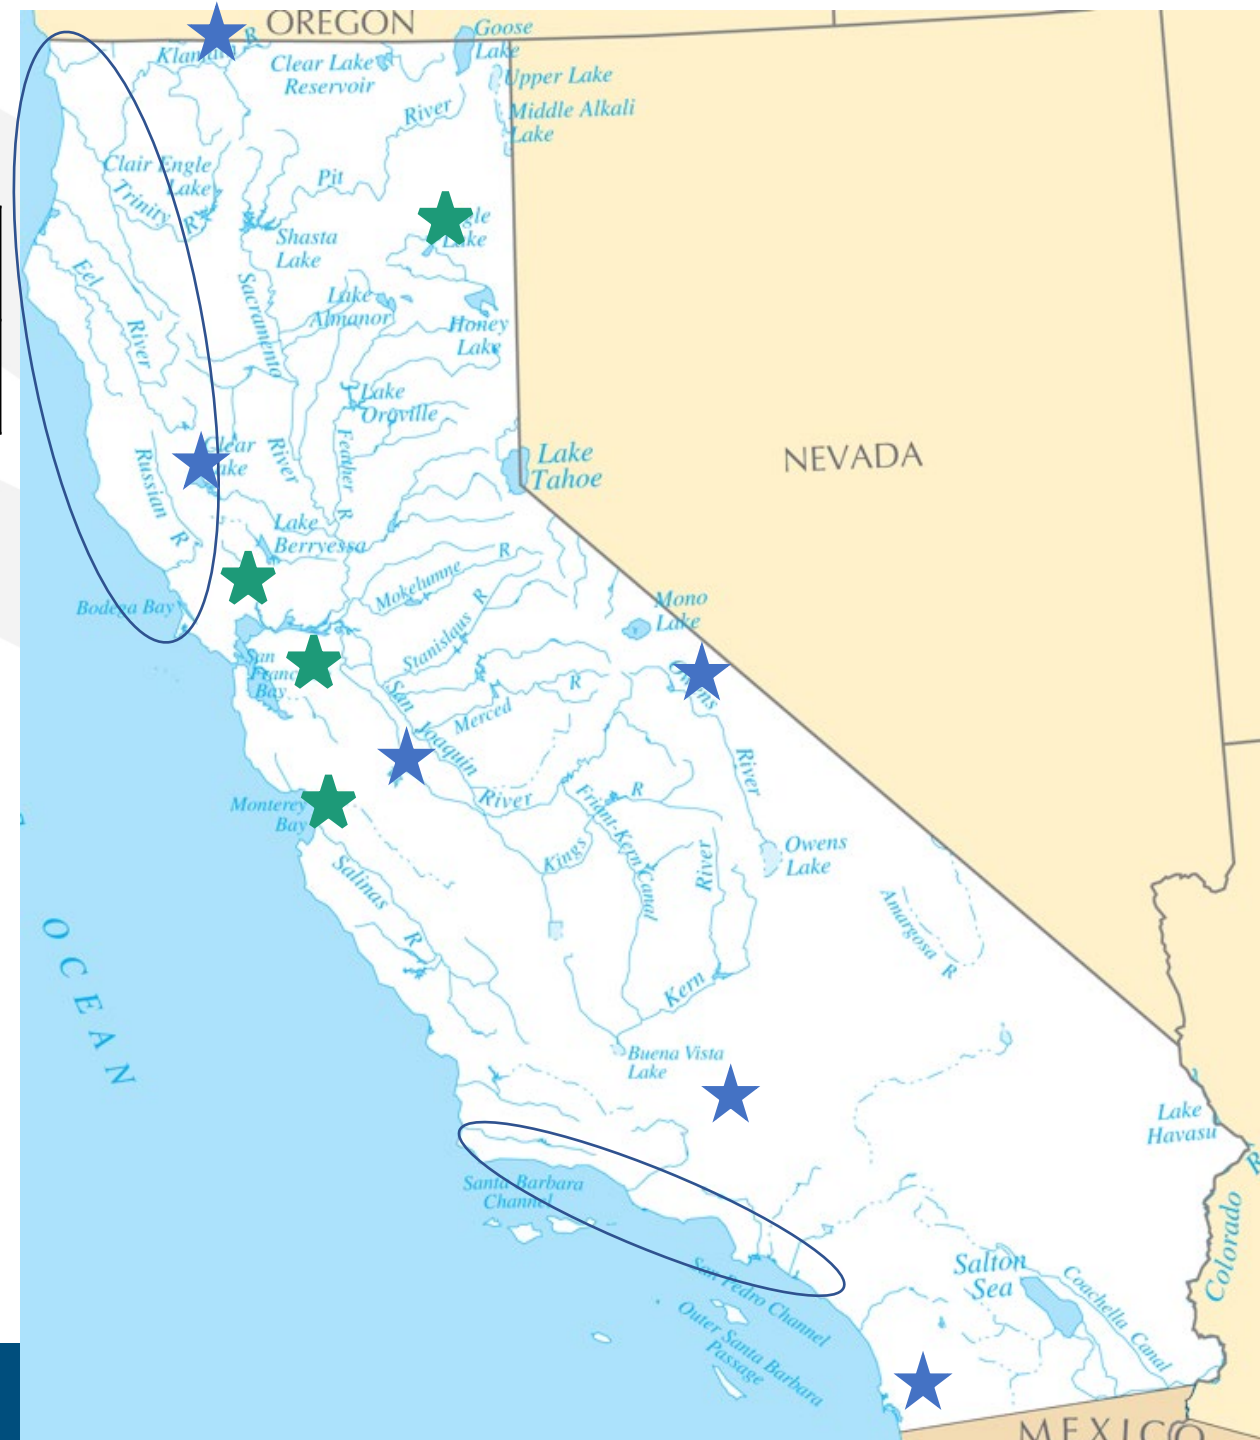 OREGON
Goose
Lake
R
Clear Lake
Reservoir
Upper Lake
River
Middle Alkali
Lake
Clair Engle
Lake
Pit
Trinity R
Lake
Shasta
Lake
Eel
River
Sacramento
River
Lake
Almanor
Honey
Lake
Lake
Oroville
NEVADA
Lake
Tahoe
Russian
R
Feather R
Lake
Berryessa
R
Mokelumne
Bodega Bay
Mono
Lake
Stanislaus R
San
Bay
R
Merced
San Joaquin
River
River
R
Monterey
Bay
Friant-Kern Canal
Kings
River
Owens
Lake
Salinas
R
Amargosa R
OCEAN
Kern
Buena Vista
Lake
Lake
Havasu
Santa Barbara
Channel
Colorado
R
San Pedro Channel
Salton
Sea
Coachella Canal
Outer Santa Barbara
Passage
MEXICO